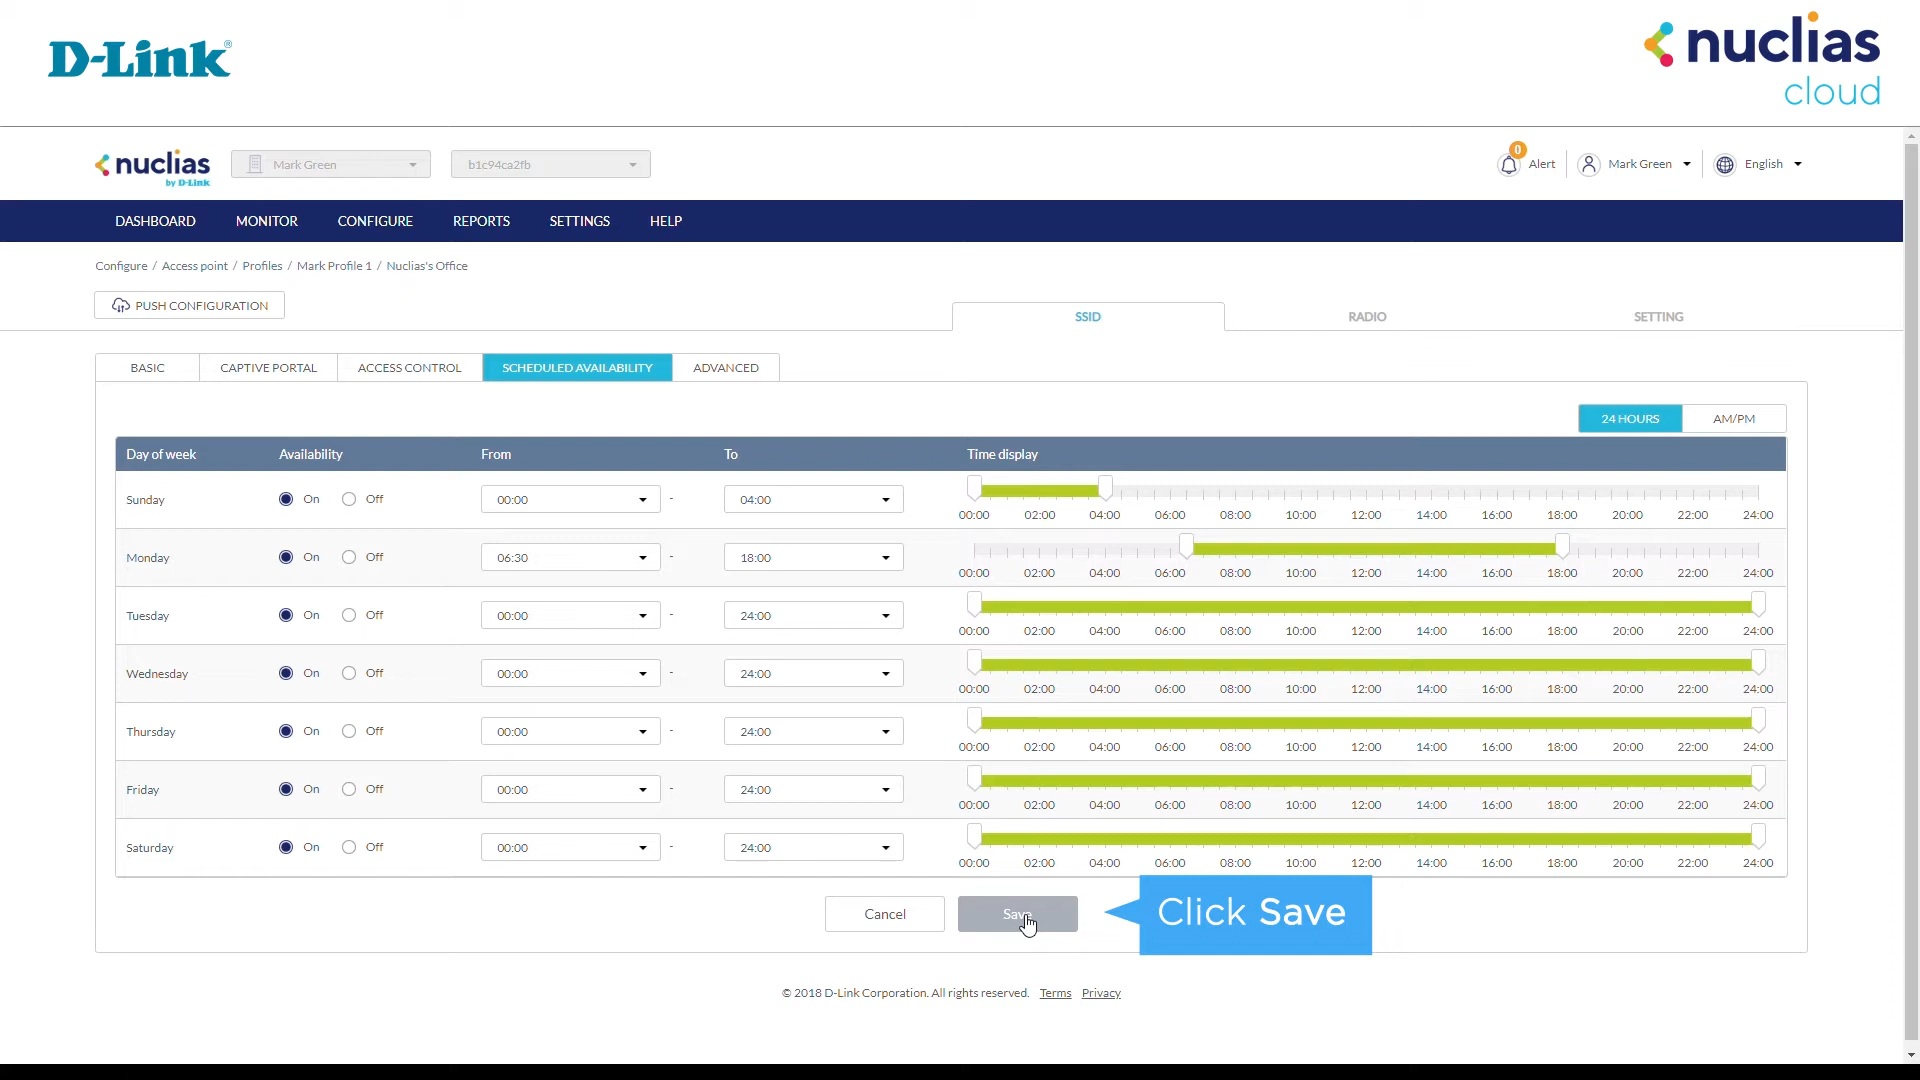 D-Link®
nuclias
cloud
nuclias
by D-Link
Mark Green
b1c94ca2fb
0
Alert
Mark Green
English
DASHBOARD MONITOR CONFIGURE REPORTS SETTINGS HELP
Configure / Access point / Profiles / Mark Profile 1 / Nuclias's Office
PUSH CONFIGURATION
SSID RADIO SETTING
BASIC CAPTIVE PORTAL ACCESS CONTROL SCHEDULED AVAILABILITY ADVANCED
24 HOURS AM/PM
Day of week Availability From To Time display
Sunday On Off 00:00 - 04:00
00:00 02:00 04:00 06:00 08:00 10:00 12:00 14:00 16:00 18:00 20:00 22:00 24:00
Monday On Off 06:30 - 18:00
00:00 02:00 04:00 06:00 08:00 10:00 12:00 14:00 16:00 18:00 20:00 22:00 24:00
Tuesday On Off 00:00 - 24:00
00:00 02:00 04:00 06:00 08:00 10:00 12:00 14:00 16:00 18:00 20:00 22:00 24:00
Wednesday On Off 00:00 - 24:00
00:00 02:00 04:00 06:00 08:00 10:00 12:00 14:00 16:00 18:00 20:00 22:00 24:00
Thursday On Off 00:00 - 24:00
00:00 02:00 04:00 06:00 08:00 10:00 12:00 14:00 16:00 18:00 20:00 22:00 24:00
Friday On Off 00:00 - 24:00
00:00 02:00 04:00 06:00 08:00 10:00 12:00 14:00 16:00 18:00 20:00 22:00 24:00
Saturday On Off 00:00 - 24:00
00:00 02:00 04:00 06:00 08:00 10:00 12:00 14:00 16:00 18:00 20:00 22:00 24:00
Cancel Save
Click Save
© 2018 D-Link Corporation. All rights reserved. Terms Privacy